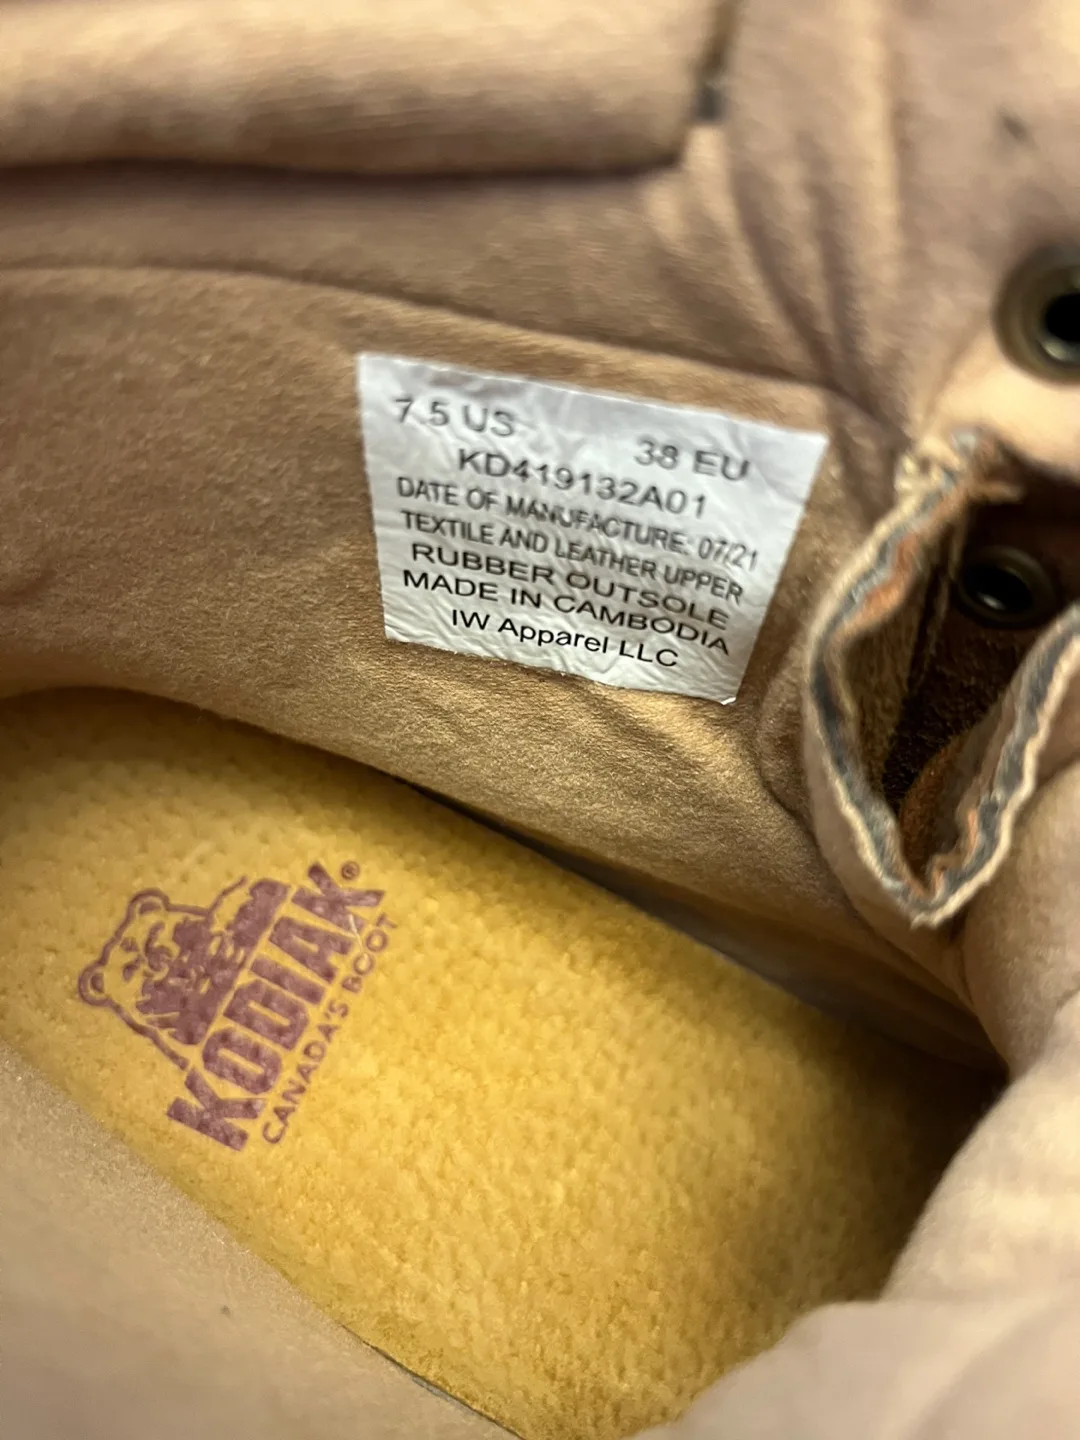 7.5 US 38 EU
KD419132A01
DATE OF MANUFACTURE: 07/21
TEXTILE AND LEATHER UPPER
RUBBER OUTSOLE
MADE IN CAMBODIA
IW Apparel LLC
KODIAK®
CANADA'S BOOT